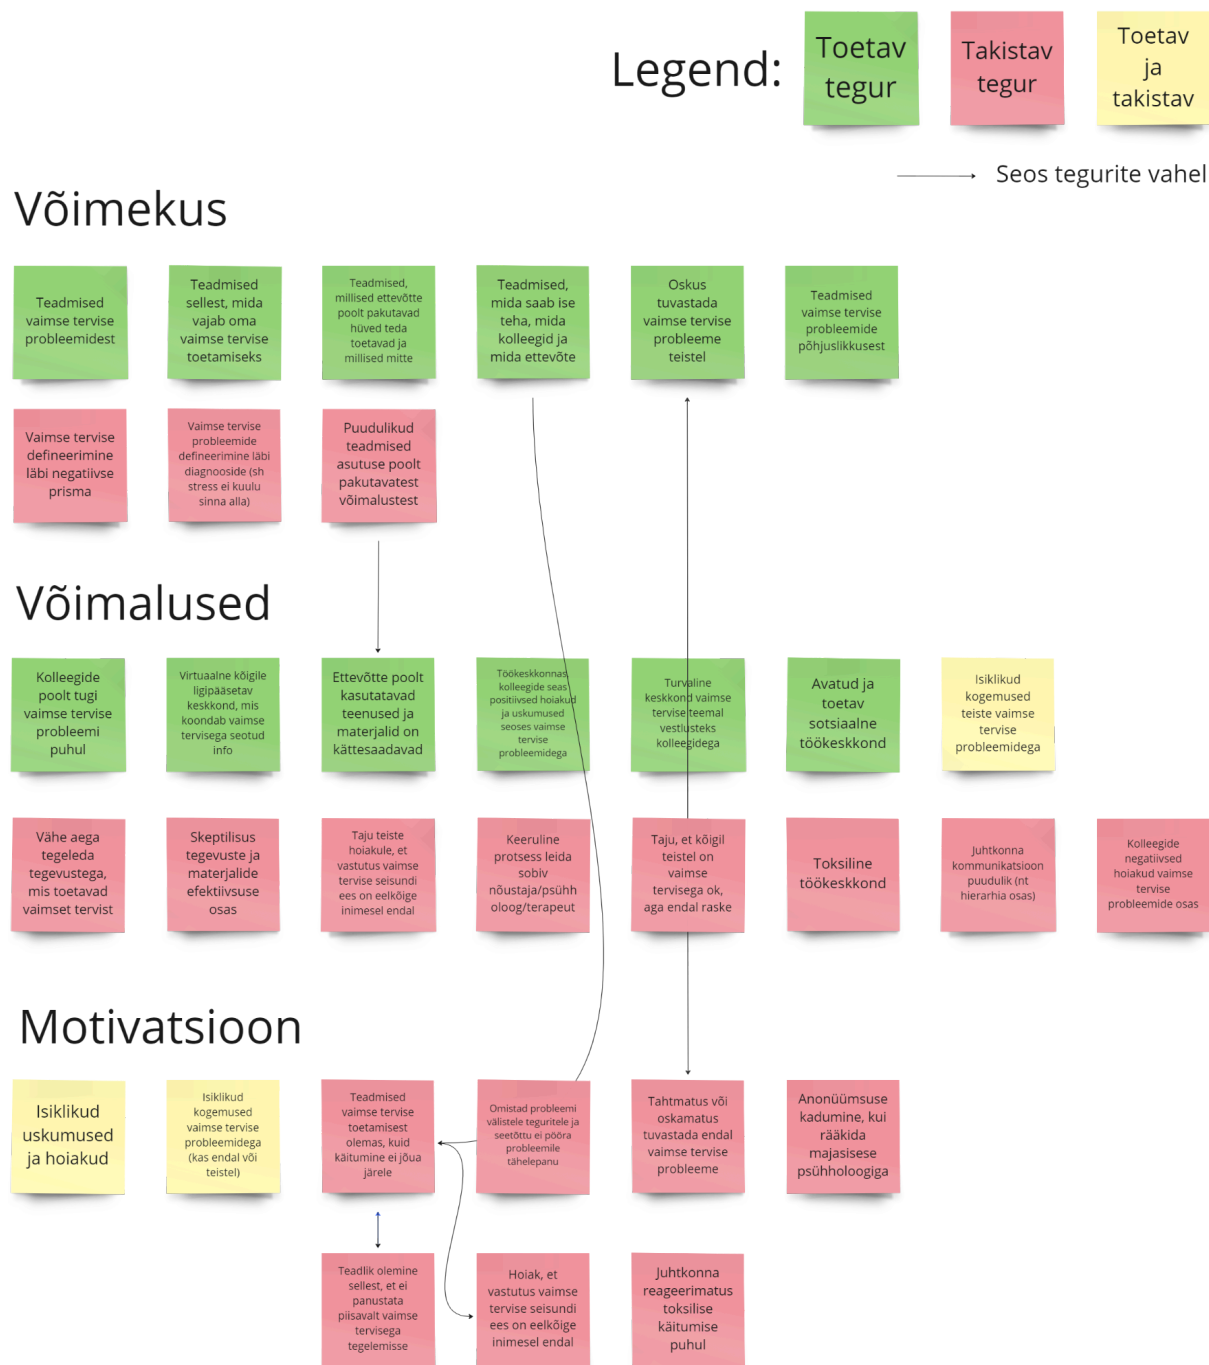 Legend:
Toetav
tegur
Takistav
tegur
Toetav
ja
takistav
Seos tegurite vahel
Võimekus
Teadmised
vaimse tervise
probleemidest
Teadmised
sellest, mida
vajab oma
vaimse tervise
toetamiseks
Teadmised,
millised ettevõtte
poolt pakutavad
hüved teda
toetavad ja
millised mitte
Teadmised,
mida saab ise
teha, mida
kolleegid ja
mida ettevõte
Oskus
tuvastada
vaimse tervise
probleeme
teistel
Teadmised
vaimse tervise
probleemide
põhjuslikkusest
Vaimse tervise
defineerimine
läbi negatiivse
prisma
Vaimse tervise
probleemide
defineerimine läbi
diagnooside (sh
stress ei kuulu
sinna alla)
Puudulikud
teadmised
asutuse poolt
pakutavatest
võimalustest
Võimalused
Kolleegide
poolt tugi
vaimse tervise
probleemi
puhul
Virtuaalne kõigile
ligipääsetav
keskkond, mis
koondab vaimse
tervisega seotud
info
Ettevõtte poolt
kasutatavad
teenused ja
materjalid on
kättesaadavad
Töökeskkonnas
kolleegide seas
positiivsed hoiakud
ja uskumused
seoses vaimse
tervise
probleemidega
Turvaline
keskkond vaimse
tervise teemal
vestlusteks
kolleegidega
Avatud ja
toetav
sotsiaalne
töökeskkond
Isiklikud
kogemused
teiste vaimse
tervise
probleemidega
Vähe aega
tegeleda
tegevustega,
mis toetavad
vaimset tervist
Skeptilisus
tegevuste ja
materjalide
efektiivsuse
osas
Taju teiste
hoiakule, et
vastutus vaimse
tervise seisundi
ees on eelkõige
inimesel endal
Keeruline
protsess leida
sobiv
nõustaja/psühh
oloog/terapeut
Taju, et kõigil
teistel on
vaimse
tervisega ok,
aga endal raske
Toksiline
töökeskkond
Juhtkonna
kommunikatsioon
puudulik (nt
hierarhia osas)
Kolleegide
negatiivsed
hoiakud vaimse
tervise
probleemide osas
Motivatsioon
Isiklikud
uskumused
ja hoiakud
Isiklikud
kogemused
vaimse tervise
probleemidega
(kas endal või
teistel)
Teadmised
vaimse tervise
toetamisest
olemas, kuid
käitumine ei jõua
järele
Omistad probleemi
välistele teguritele ja
seetõttu ei pööra
probleemile
tähelepanu
Tahtmatus või
oskamatus
tuvastada endal
vaimse tervise
probleeme
Anonüümsuse
kadumine, kui
rääkida
majasisese
psühholoogiga
Teadlik olemine
sellest, et ei
panustata
piisavalt vaimse
tervisega
tegelemisse
Hoiak, et
vastutus vaimse
tervise seisundi
ees on eelkõige
inimesel endal
Juhtkonna
reageerimatus
toksilise
käitumise
puhul